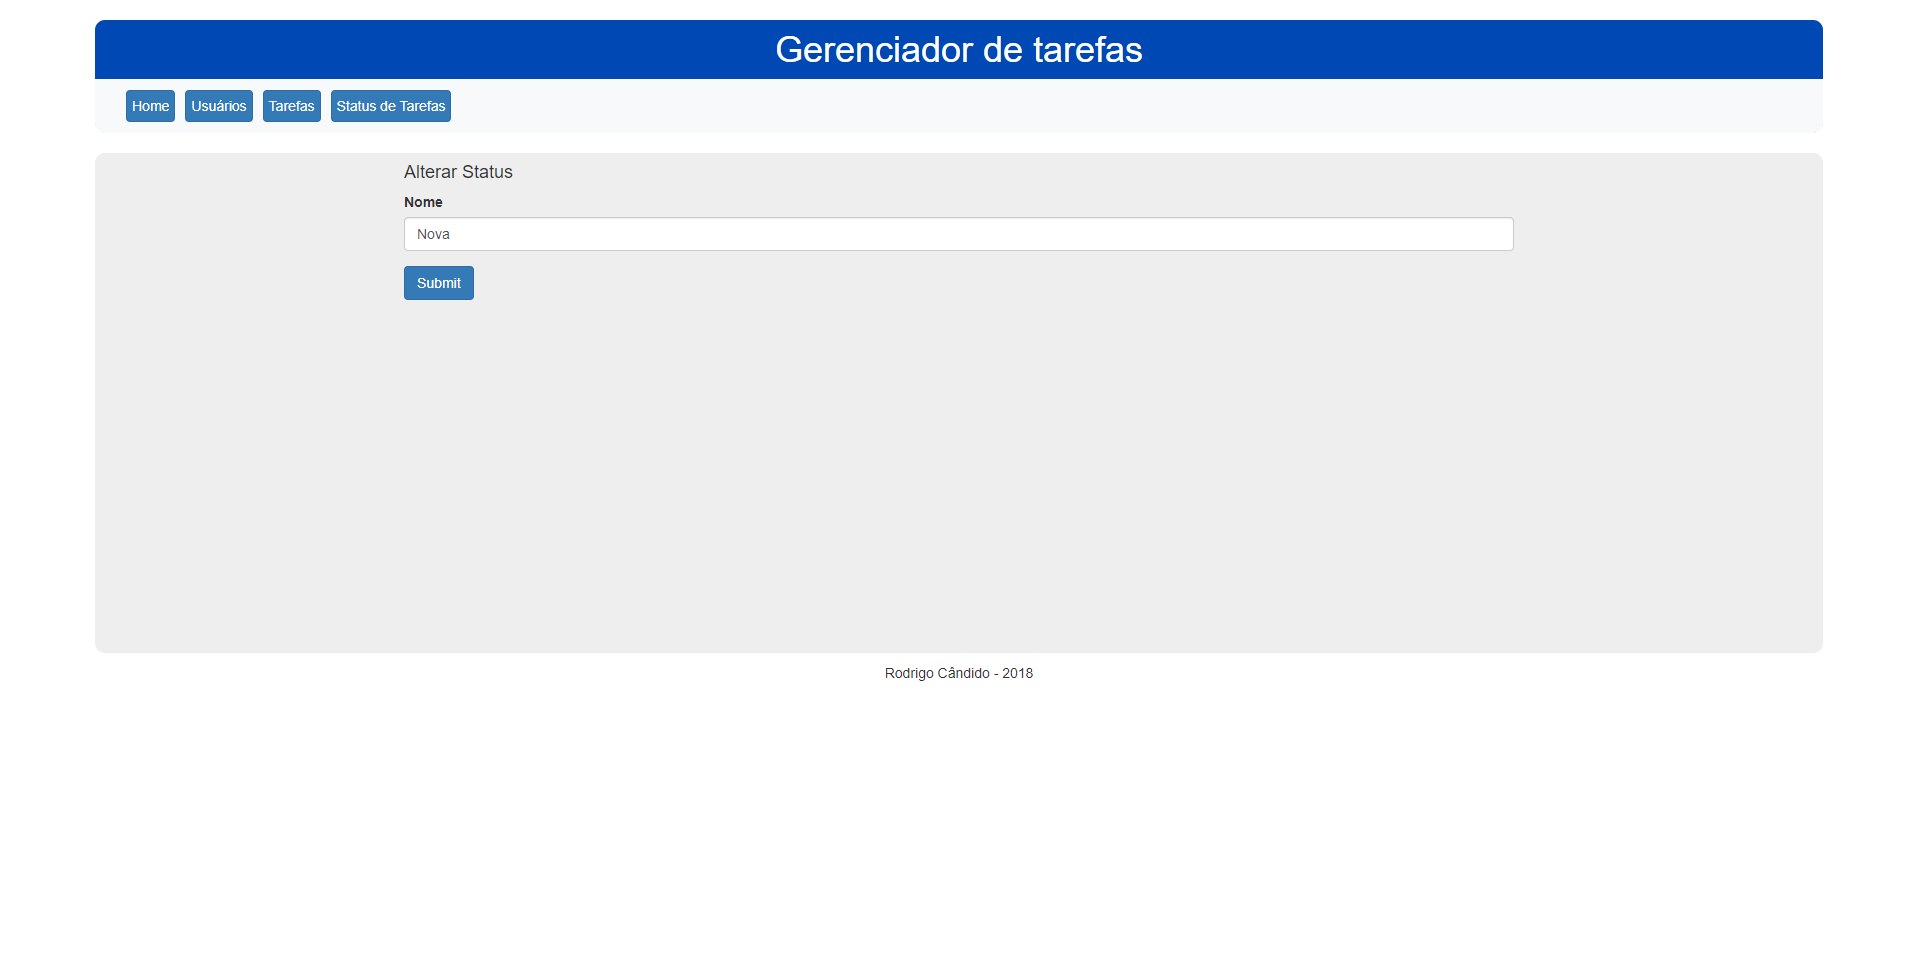 Gerenciador de tarefas
Home Usuários Tarefas Status de Tarefas
Alterar Status
Nome
Nova
Submit
Rodrigo Cândido - 2018